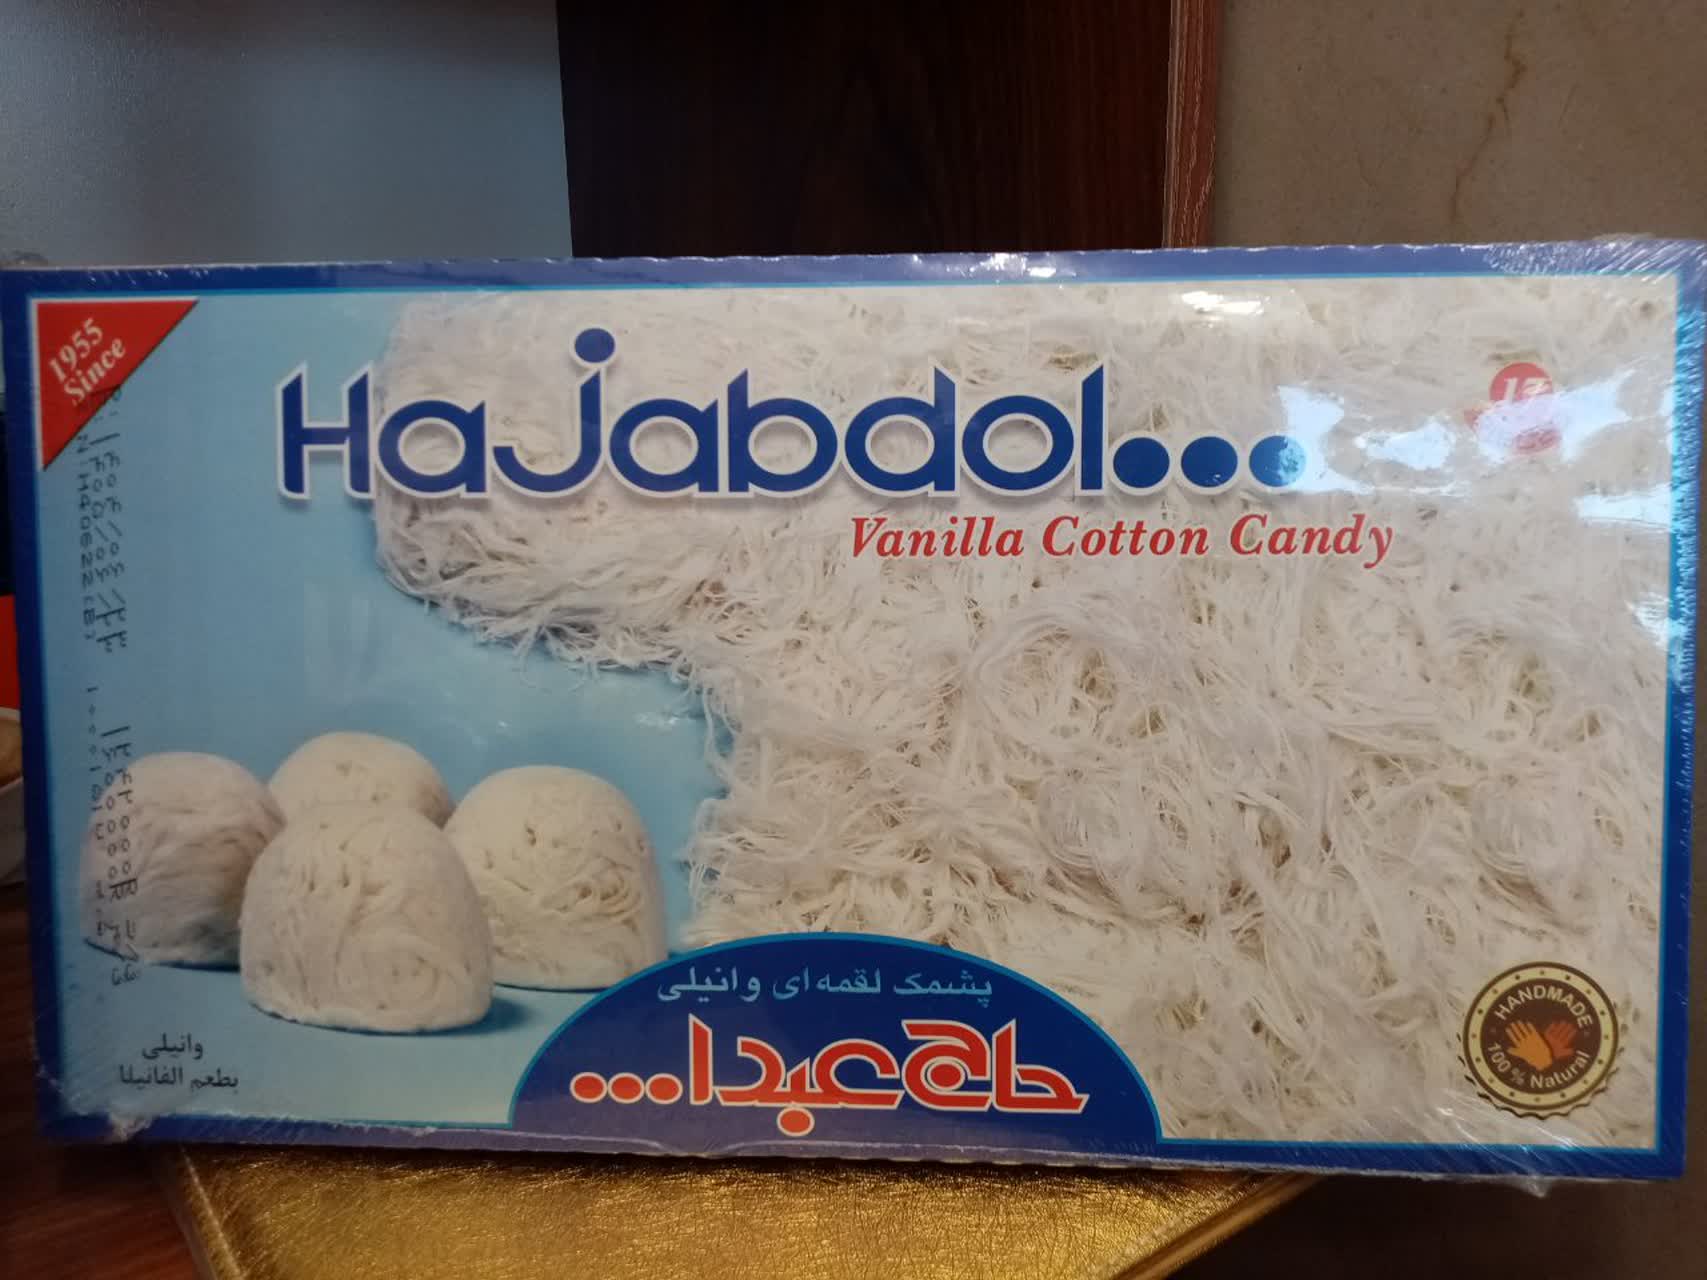 1955
Since
Hajabdol...
Vanilla Cotton Candy
پشمک لقمه ای وانیلی
حاج عبدا...
وانیلی
بطعم الفانيلا
HANDMADE
100% Natural